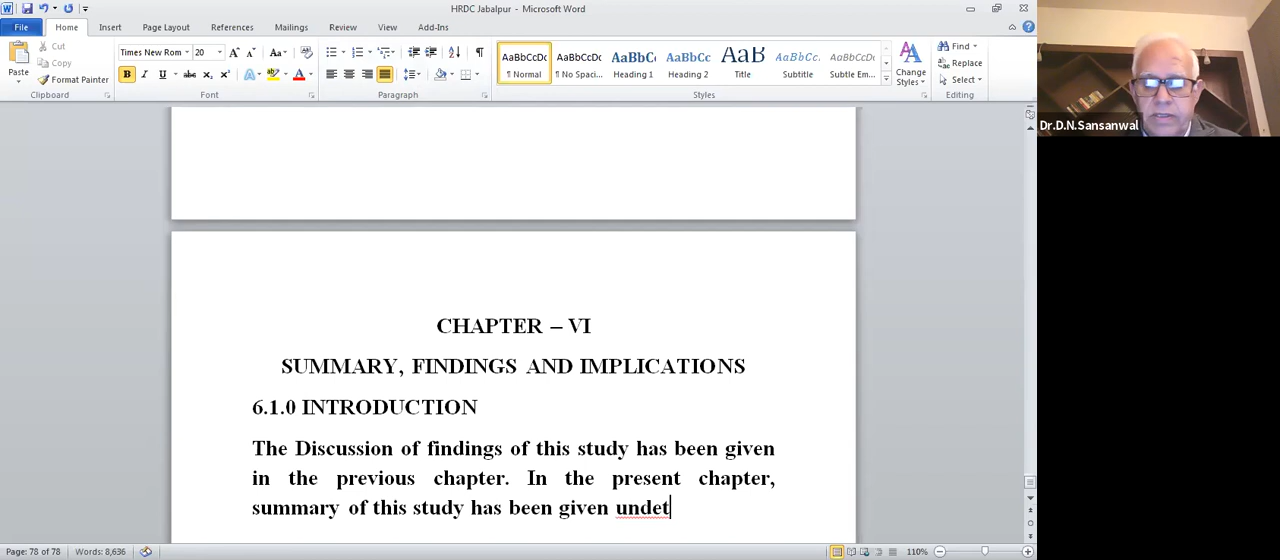 HRDC Jabalpur - Microsoft Word
File Home Insert Page Layout References Mailings Review View Add-Ins
Cut
Copy
Format Painter
Paste
Clipboard
Times New Rom 20
B I U abc X₂ X²
Font
Paragraph
AaBbCcDc AaBbCcDc AaBbC AaBbCc AaB AaBbCc. AaBbCcDc
¶ Normal ¶ No Spaci... Heading 1 Heading 2 Title Subtitle Subtle Em...
Change
Styles
Styles
Find
Replace
Select
Editing
Dr.D.N.Sansanwal
CHAPTER – VI
SUMMARY, FINDINGS AND IMPLICATIONS
6.1.0 INTRODUCTION
The Discussion of findings of this study has been given
in the previous chapter. In the present chapter,
summary of this study has been given undet
Page: 78 of 78 Words: 8,636 110%